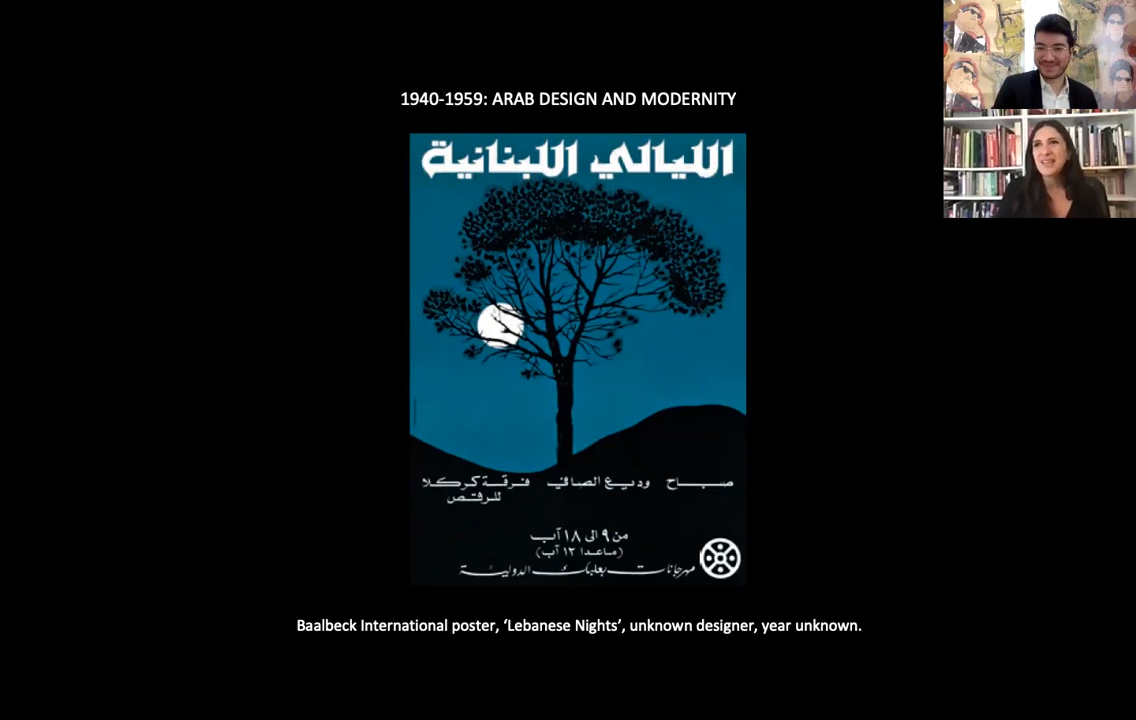 1940-1959: ARAB DESIGN AND MODERNITY
الليالي اللبنانية
صباح وديع الصافي فرقة كركلا
للرقص
من ٩ الى ١٨ آب
(ماعدا ١٢ آب)
مهرجانات بعلبك الدولية
Baalbeck International poster, ‘Lebanese Nights’, unknown designer, year unknown.